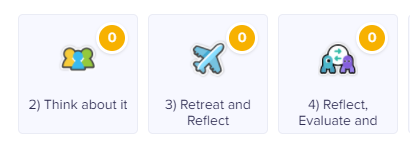 0
0
0
2) Think about it
3) Retreat and
Reflect
4) Reflect,
Evaluate and